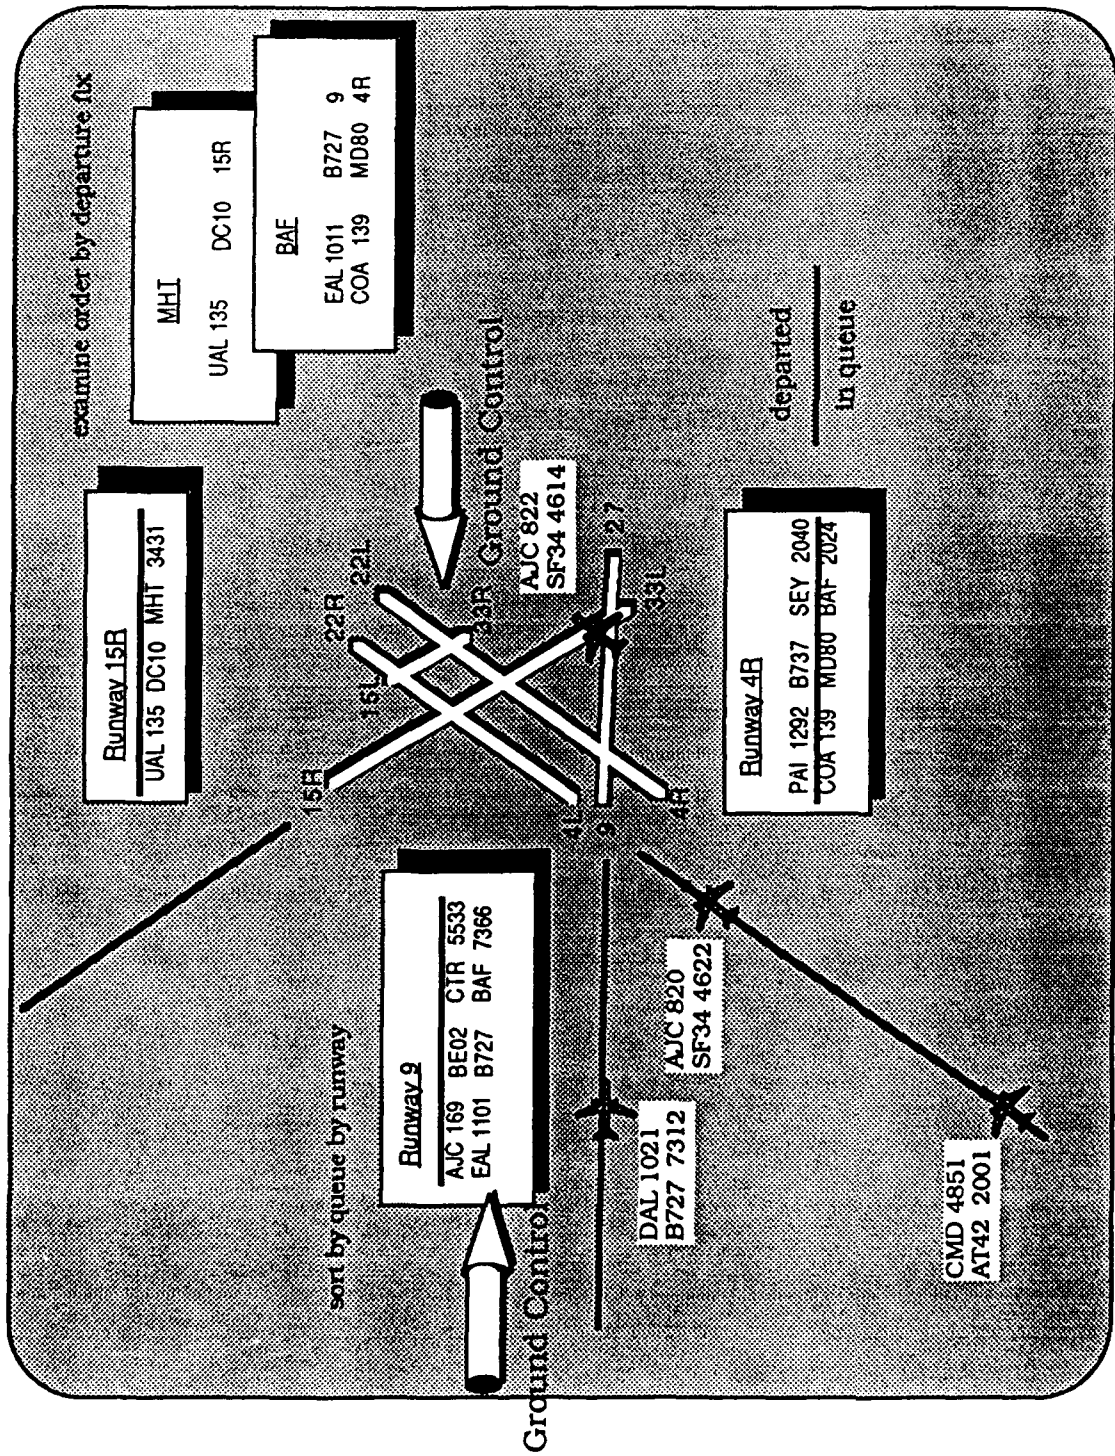 examine order by departure fix
MHT
UAL 135 DC10 15R
BAF
EAL 1011 B727 9
COA 139 MD80 4R
Runway 15R
UAL 135 DC10 MHT 3431
sort by queue by runway
Runway 9
AJC 169 BE02 CTR 5533
EAL 1101 B727 BAF 7366
Ground Control
Ground Control
15R
15L
22R
22L
33R
4L
9
4R
27
33L
AJC 822
SF34 4614
DAL 1021
B727 7312
AJC 820
SF34 4622
CMD 4851
AT42 2001
Runway 4R
PAI 1292 B737 SEY 2040
COA 139 MD80 BAF 2024
departed
in queue